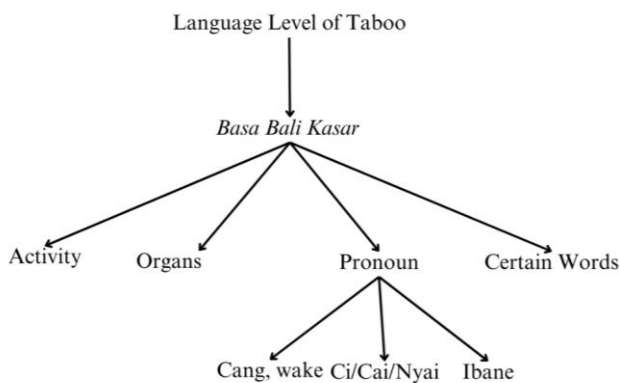 Language Level of Taboo
Basa Bali Kasar
Activity Organs Pronoun Certain Words
Cang, wake Ci/Cai/Nyai Ibane